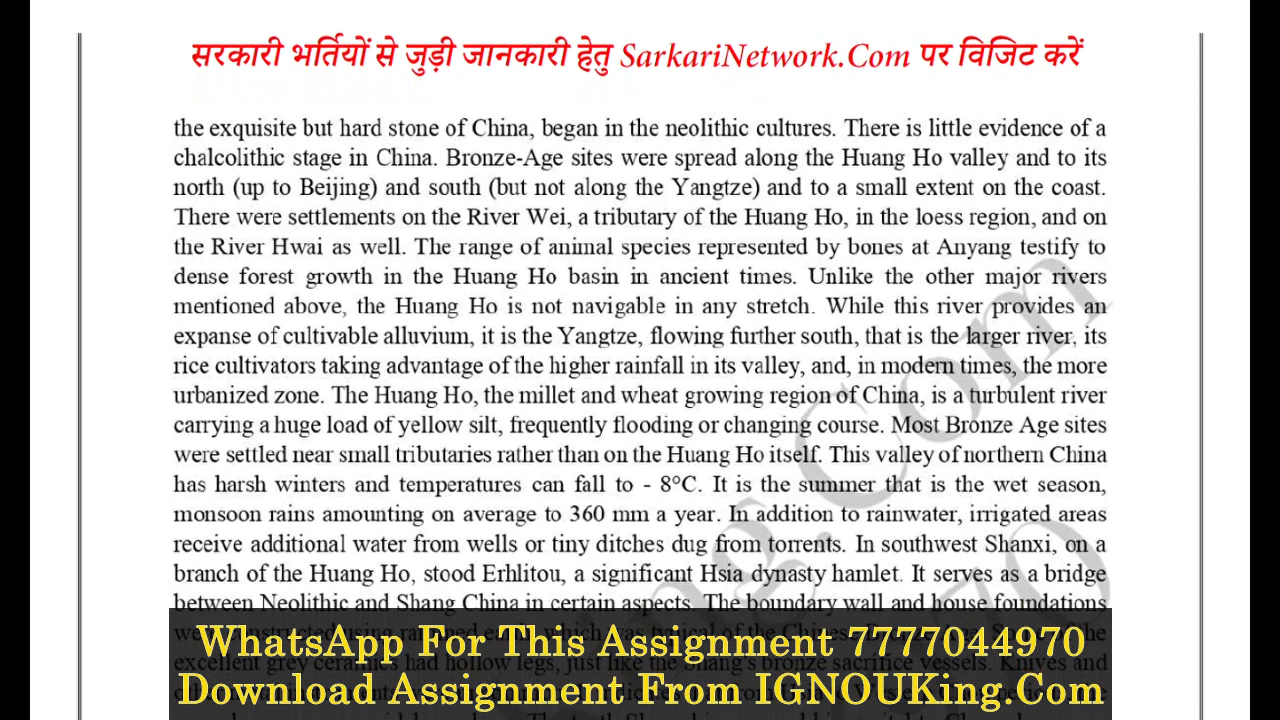 सरकारी भर्तियों से जुड़ी जानकारी हेतु SarkariNetwork.Com पर विजिट करें
the exquisite but hard stone of China, began in the neolithic cultures. There is little evidence of a
chalcolithic stage in China. Bronze-Age sites were spread along the Huang Ho valley and to its
north (up to Beijing) and south (but not along the Yangtze) and to a small extent on the coast.
There were settlements on the River Wei, a tributary of the Huang Ho, in the loess region, and on
the River Hwai as well. The range of animal species represented by bones at Anyang testify to
dense forest growth in the Huang Ho basin in ancient times. Unlike the other major rivers
mentioned above, the Huang Ho is not navigable in any stretch. While this river provides an
expanse of cultivable alluvium, it is the Yangtze, flowing further south, that is the larger river, its
rice cultivators taking advantage of the higher rainfall in its valley, and, in modern times, the more
urbanized zone. The Huang Ho, the millet and wheat growing region of China, is a turbulent river
carrying a huge load of yellow silt, frequently flooding or changing course. Most Bronze Age sites
were settled near small tributaries rather than on the Huang Ho itself. This valley of northern China
has harsh winters and temperatures can fall to - 8°C. It is the summer that is the wet season,
monsoon rains amounting on average to 360 mm a year. In addition to rainwater, irrigated areas
receive additional water from wells or tiny ditches dug from torrents. In southwest Shanxi, on a
branch of the Huang Ho, stood Erhlitou, a significant Hsia dynasty hamlet. It serves as a bridge
between Neolithic and Shang China in certain aspects. The boundary wall and house foundations
excellent grey ceramics had hollow legs, just like the Shang's bronze sacrifice vessels. Knives and
WhatsApp For This Assignment 7777044970
Download Assignment From IGNOUKing.Com